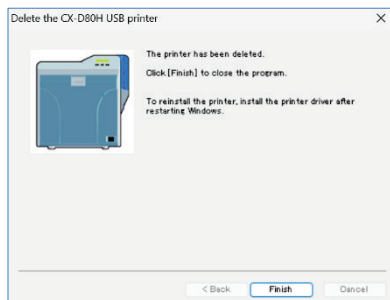 Delete the CX-D80H USB printer
The printer has been deleted.
Click [Finish] to close the program.
To reinstall the printer, install the printer driver after
restarting Windows.
< Back
Finish
Cancel